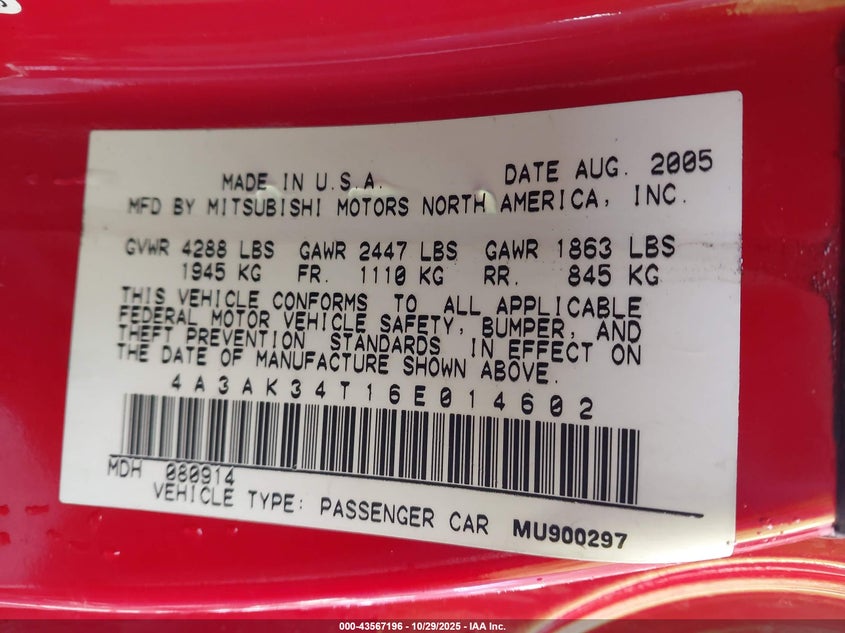 MADE IN U.S.A. DATE AUG. 2005
MFD BY MITSUBISHI MOTORS NORTH AMERICA, INC.
GVWR 4288 LBS GAWR 2447 LBS GAWR 1863 LBS
1945 KG FR. 1110 KG RR. 845 KG
THIS VEHICLE CONFORMS TO ALL APPLICABLE
FEDERAL MOTOR VEHICLE SAFETY, BUMPER, AND
THEFT PREVENTION STANDARDS IN EFFECT ON
THE DATE OF MANUFACTURE SHOWN ABOVE.
4A3AK34T16E014602
MDH 080914
VEHICLE TYPE: PASSENGER CAR MU900297
000-43567196 - 10/29/2025 - IAA Inc.